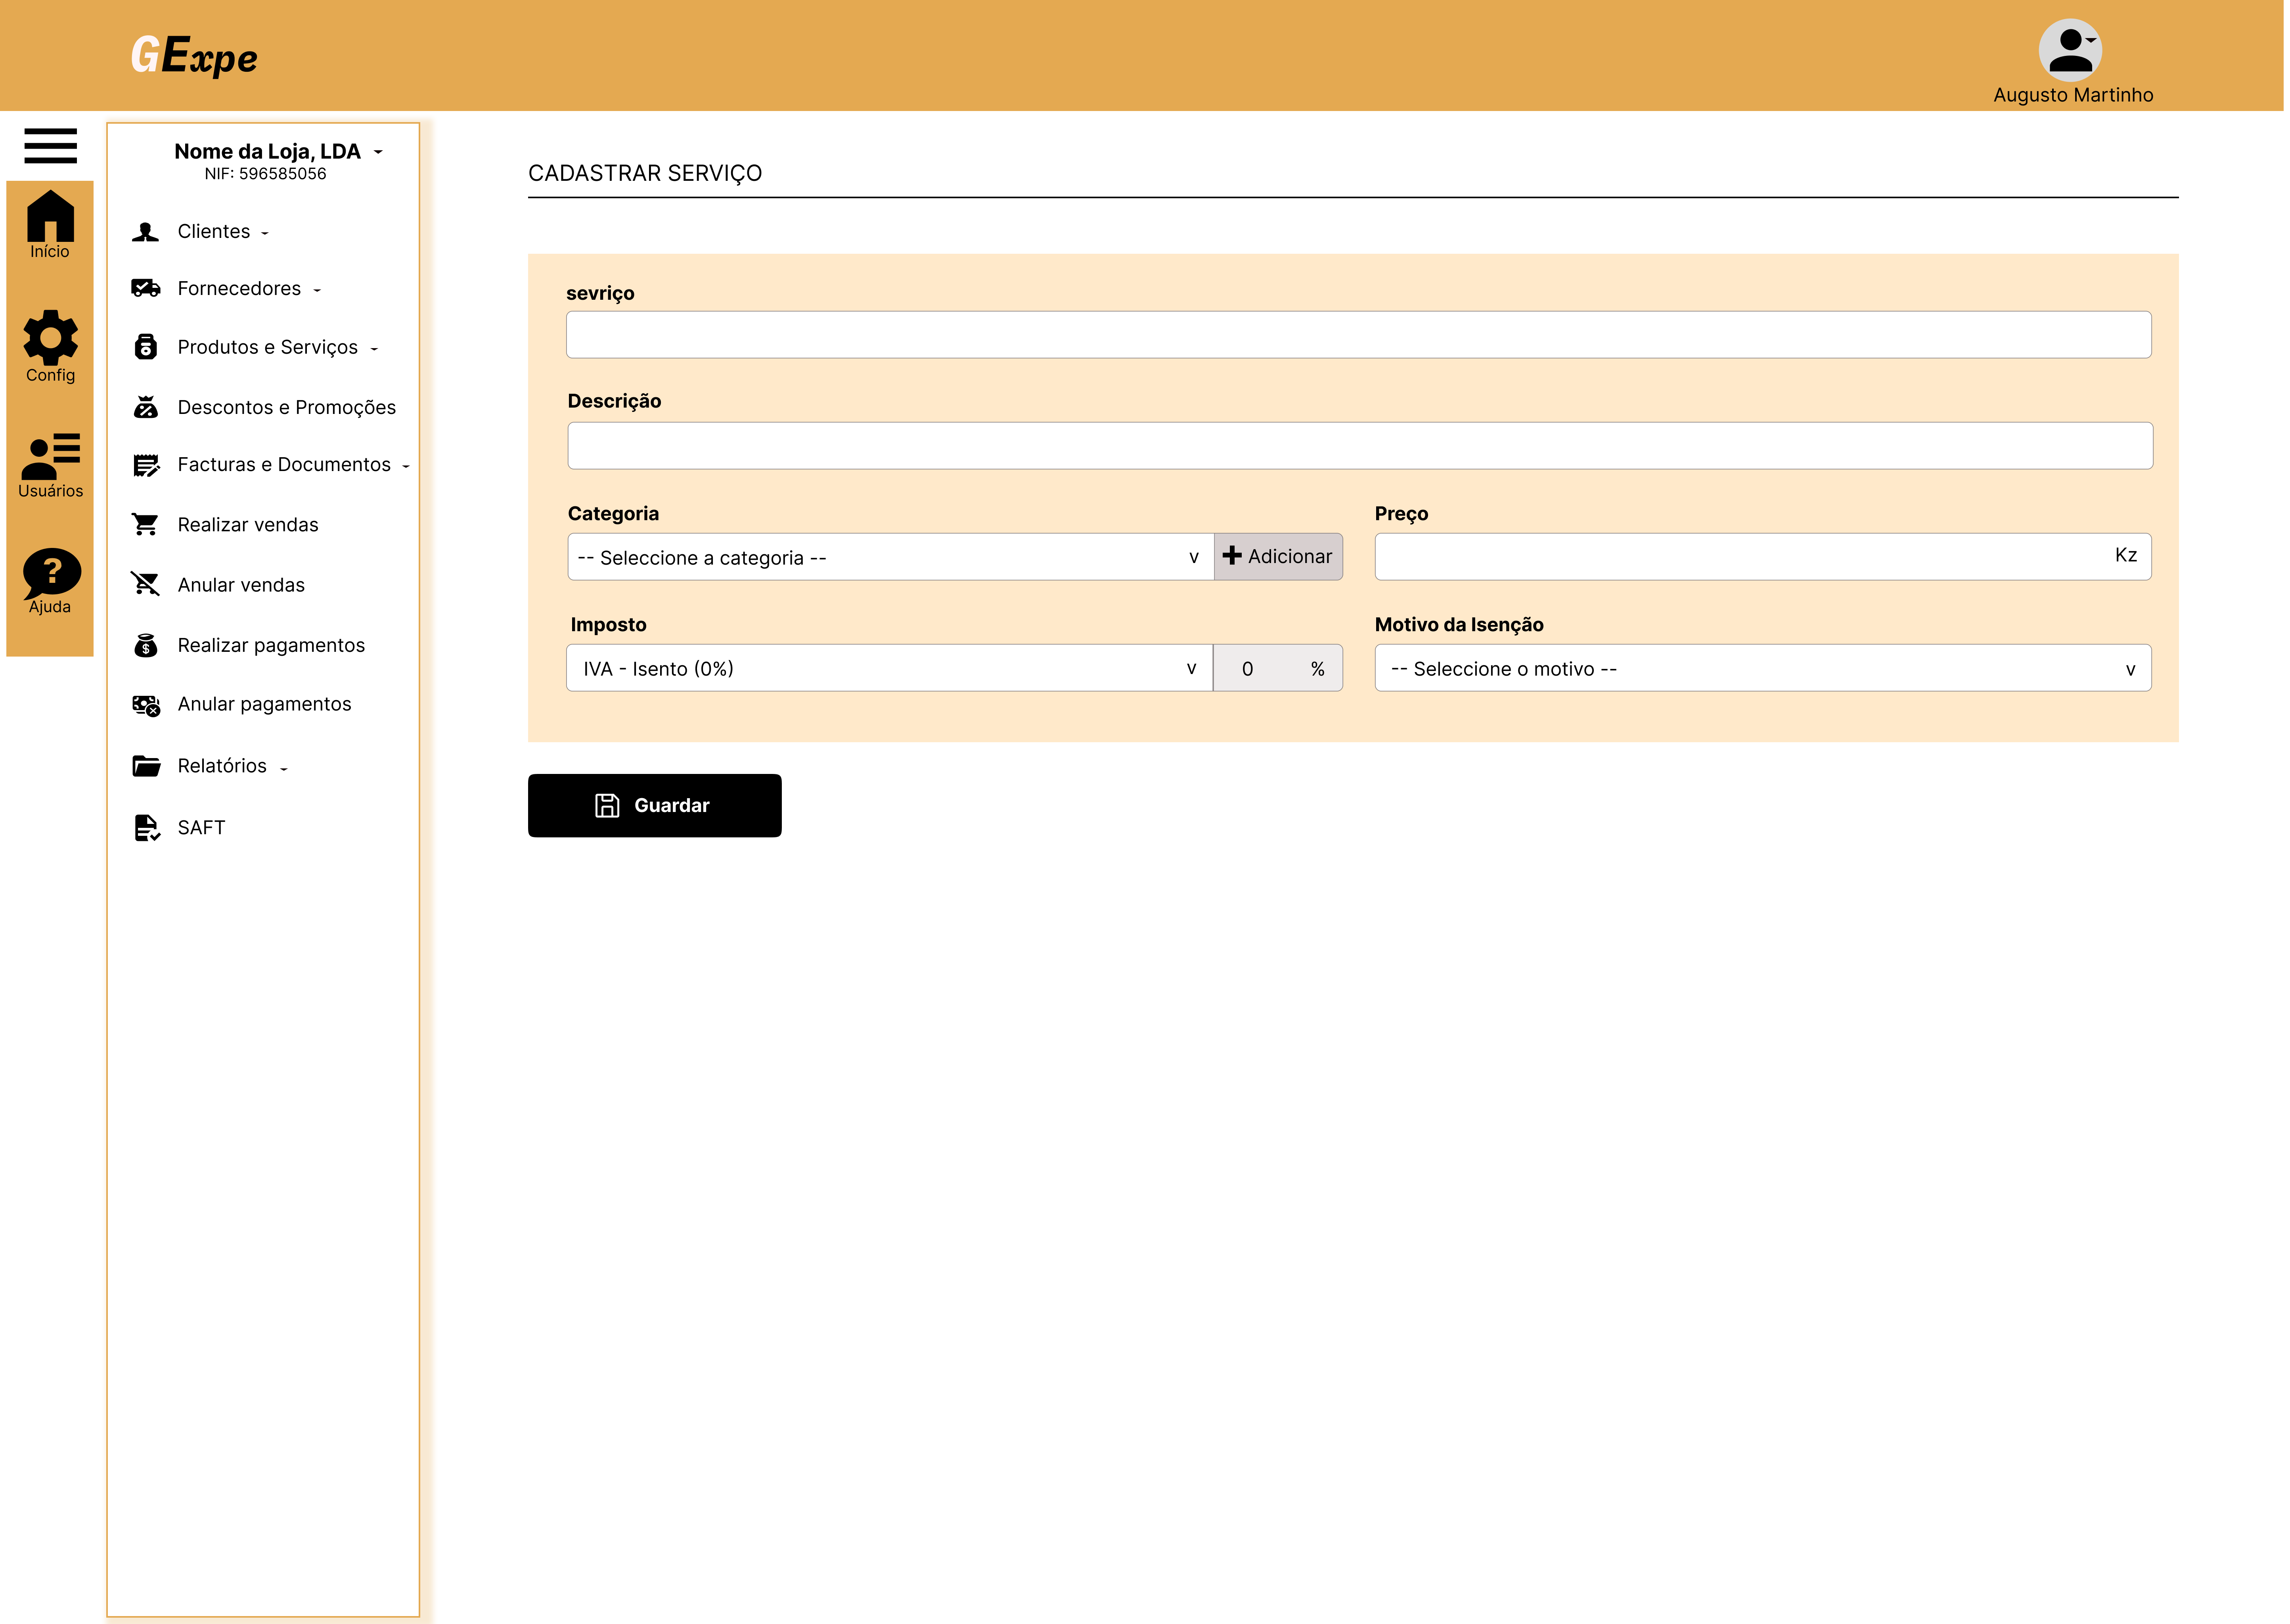 GExpe
Augusto Martinho
Início
Config
Usuários
Ajuda
Nome da Loja, LDA
NIF: 596585056
Clientes
Fornecedores
Produtos e Serviços
Descontos e Promoções
Facturas e Documentos
Realizar vendas
Anular vendas
Realizar pagamentos
Anular pagamentos
Relatórios
SAFT
CADASTRAR SERVIÇO
sevriço
Descrição
Categoria
-- Seleccione a categoria -- v
Adicionar
Preço
Kz
Imposto
IVA - Isento (0%) v
0 %
Motivo da Isenção
-- Seleccione o motivo -- v
Guardar